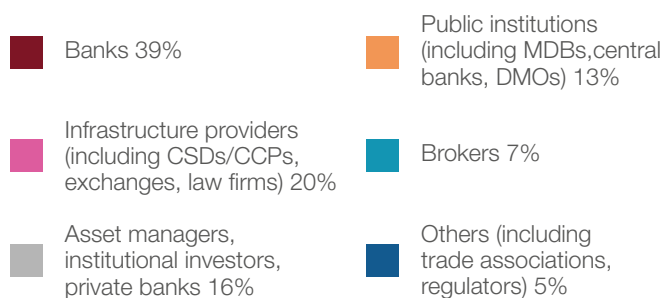 Banks 39%
Infrastructure providers
(including CSDs/CCPs,
exchanges, law firms) 20%
Asset managers,
institutional investors,
private banks 16%
Public institutions
(including MDBs,central
banks, DMOs) 13%
Brokers 7%
Others (including
trade associations,
regulators) 5%